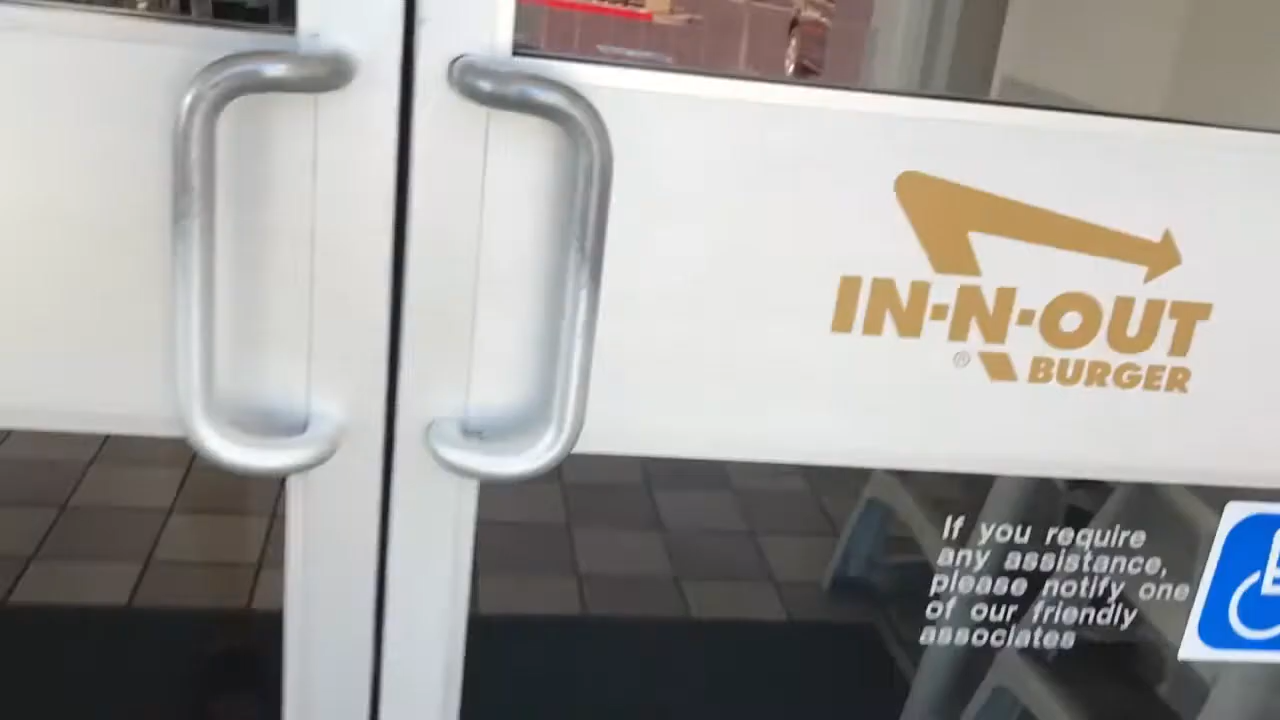 IN-N-OUT
® BURGER
If you require
any assistance,
please notify one
of our friendly
associates